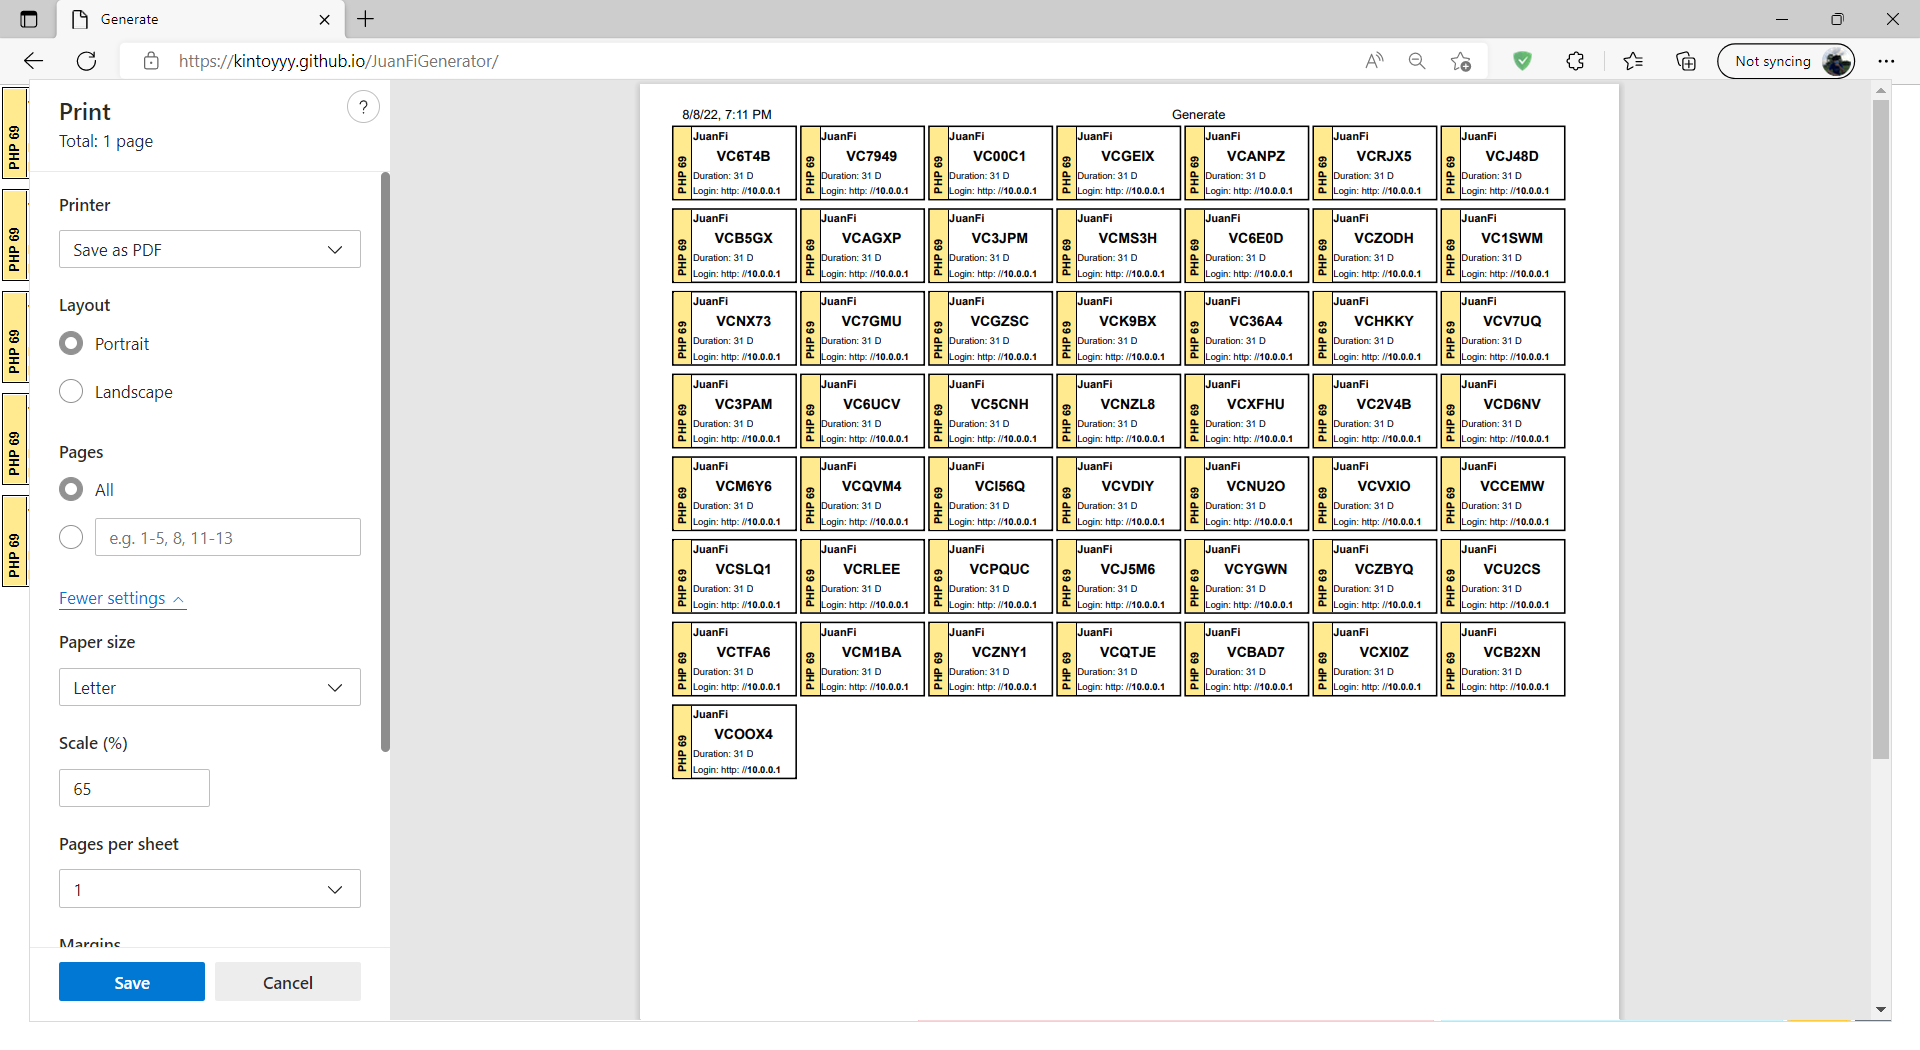 Generate
https://kintoyyy.github.io/JuanFiGenerator/
Not syncing
PHP 69
PHP 69
PHP 69
PHP 69
PHP 69
Print
?
Total: 1 page
Printer
Save as PDF
Layout
Portrait
Landscape
Pages
All
e.g. 1-5, 8, 11-13
Fewer settings
Paper size
Letter
Scale (%)
65
Pages per sheet
1
Margins
Save
Cancel
8/8/22, 7:11 PM Generate
PHP 69 PHP 69 PHP 69 PHP 69 PHP 69 PHP 69 PHP 69
JuanFi JuanFi JuanFi JuanFi JuanFi JuanFi JuanFi
VC6T4B VC7949 VC00C1 VCGEIX VCANPZ VCRJX5 VCJ48D
Duration: 31 D Duration: 31 D Duration: 31 D Duration: 31 D Duration: 31 D Duration: 31 D Duration: 31 D
Login: http: //10.0.0.1 Login: http: //10.0.0.1 Login: http: //10.0.0.1 Login: http: //10.0.0.1 Login: http: //10.0.0.1 Login: http: //10.0.0.1 Login: http: //10.0.0.1
PHP 69 PHP 69 PHP 69 PHP 69 PHP 69 PHP 69 PHP 69
JuanFi JuanFi JuanFi JuanFi JuanFi JuanFi JuanFi
VCB5GX VCAGXP VC3JPM VCMS3H VC6E0D VCZODH VC1SWM
Duration: 31 D Duration: 31 D Duration: 31 D Duration: 31 D Duration: 31 D Duration: 31 D Duration: 31 D
Login: http: //10.0.0.1 Login: http: //10.0.0.1 Login: http: //10.0.0.1 Login: http: //10.0.0.1 Login: http: //10.0.0.1 Login: http: //10.0.0.1 Login: http: //10.0.0.1
PHP 69 PHP 69 PHP 69 PHP 69 PHP 69 PHP 69 PHP 69
JuanFi JuanFi JuanFi JuanFi JuanFi JuanFi JuanFi
VCNX73 VC7GMU VCGZSC VCK9BX VC36A4 VCHKKY VCV7UQ
Duration: 31 D Duration: 31 D Duration: 31 D Duration: 31 D Duration: 31 D Duration: 31 D Duration: 31 D
Login: http: //10.0.0.1 Login: http: //10.0.0.1 Login: http: //10.0.0.1 Login: http: //10.0.0.1 Login: http: //10.0.0.1 Login: http: //10.0.0.1 Login: http: //10.0.0.1
PHP 69 PHP 69 PHP 69 PHP 69 PHP 69 PHP 69 PHP 69
JuanFi JuanFi JuanFi JuanFi JuanFi JuanFi JuanFi
VC3PAM VC6UCV VC5CNH VCNZL8 VCXFHU VC2V4B VCD6NV
Duration: 31 D Duration: 31 D Duration: 31 D Duration: 31 D Duration: 31 D Duration: 31 D Duration: 31 D
Login: http: //10.0.0.1 Login: http: //10.0.0.1 Login: http: //10.0.0.1 Login: http: //10.0.0.1 Login: http: //10.0.0.1 Login: http: //10.0.0.1 Login: http: //10.0.0.1
PHP 69 PHP 69 PHP 69 PHP 69 PHP 69 PHP 69 PHP 69
JuanFi JuanFi JuanFi JuanFi JuanFi JuanFi JuanFi
VCM6Y6 VCQVM4 VCI56Q VCVDIY VCNU2O VCVXIO VCCEMW
Duration: 31 D Duration: 31 D Duration: 31 D Duration: 31 D Duration: 31 D Duration: 31 D Duration: 31 D
Login: http: //10.0.0.1 Login: http: //10.0.0.1 Login: http: //10.0.0.1 Login: http: //10.0.0.1 Login: http: //10.0.0.1 Login: http: //10.0.0.1 Login: http: //10.0.0.1
PHP 69 PHP 69 PHP 69 PHP 69 PHP 69 PHP 69 PHP 69
JuanFi JuanFi JuanFi JuanFi JuanFi JuanFi JuanFi
VCSLQ1 VCRLEE VCPQUC VCJ5M6 VCYGWN VCZBYQ VCU2CS
Duration: 31 D Duration: 31 D Duration: 31 D Duration: 31 D Duration: 31 D Duration: 31 D Duration: 31 D
Login: http: //10.0.0.1 Login: http: //10.0.0.1 Login: http: //10.0.0.1 Login: http: //10.0.0.1 Login: http: //10.0.0.1 Login: http: //10.0.0.1 Login: http: //10.0.0.1
PHP 69 PHP 69 PHP 69 PHP 69 PHP 69 PHP 69 PHP 69
JuanFi JuanFi JuanFi JuanFi JuanFi JuanFi JuanFi
VCTFA6 VCM1BA VCZNY1 VCQTJE VCBAD7 VCXI0Z VCB2XN
Duration: 31 D Duration: 31 D Duration: 31 D Duration: 31 D Duration: 31 D Duration: 31 D Duration: 31 D
Login: http: //10.0.0.1 Login: http: //10.0.0.1 Login: http: //10.0.0.1 Login: http: //10.0.0.1 Login: http: //10.0.0.1 Login: http: //10.0.0.1 Login: http: //10.0.0.1
PHP 69
JuanFi
VCOOX4
Duration: 31 D
Login: http: //10.0.0.1